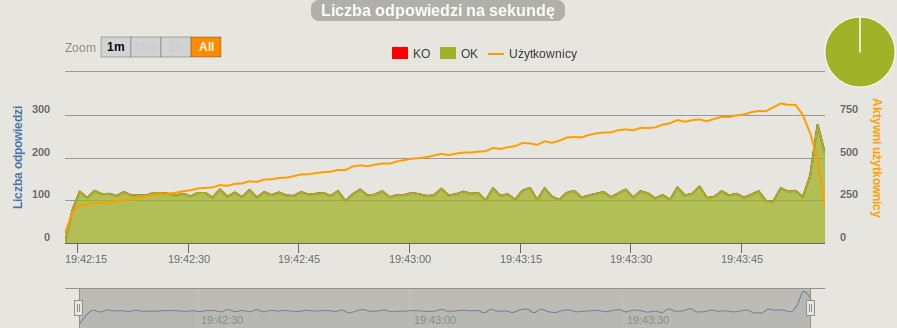 Liczba odpowiedzi na sekundę
Zoom 1m All
KO OK Użytkownicy
Liczba odpowiedzi
300
200
100
0
750
500
250
0
Aktywni użytkownicy
19:42:15 19:42:30 19:42:45 19:43:00 19:43:15 19:43:30 19:43:45
19:42:30 19:43:00 19:43:30